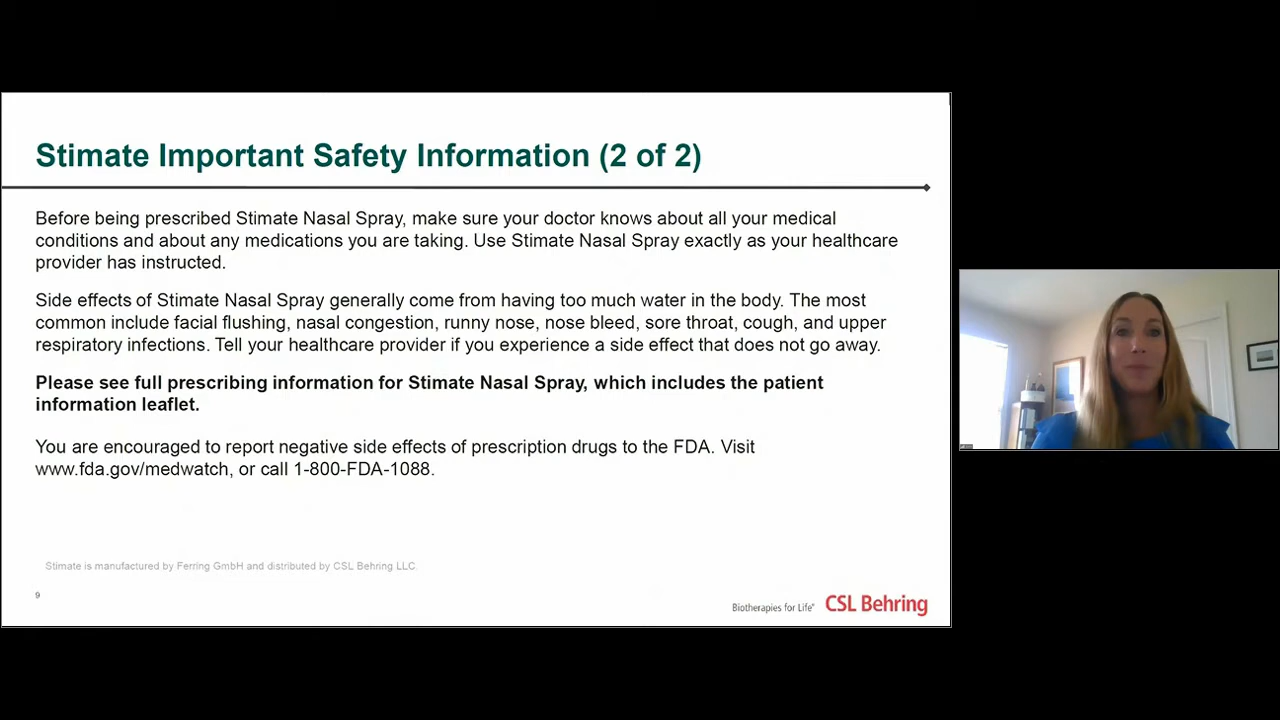 Stimate Important Safety Information (2 of 2)
Before being prescribed Stimate Nasal Spray, make sure your doctor knows about all your medical
conditions and about any medications you are taking. Use Stimate Nasal Spray exactly as your healthcare
provider has instructed.
Side effects of Stimate Nasal Spray generally come from having too much water in the body. The most
common include facial flushing, nasal congestion, runny nose, nose bleed, sore throat, cough, and upper
respiratory infections. Tell your healthcare provider if you experience a side effect that does not go away.
Please see full prescribing information for Stimate Nasal Spray, which includes the patient
information leaflet.
You are encouraged to report negative side effects of prescription drugs to the FDA. Visit
www.fda.gov/medwatch, or call 1-800-FDA-1088.
Stimate is manufactured by Ferring GmbH and distributed by CSL Behring LLC.
9
Biotherapies for Life® CSL Behring